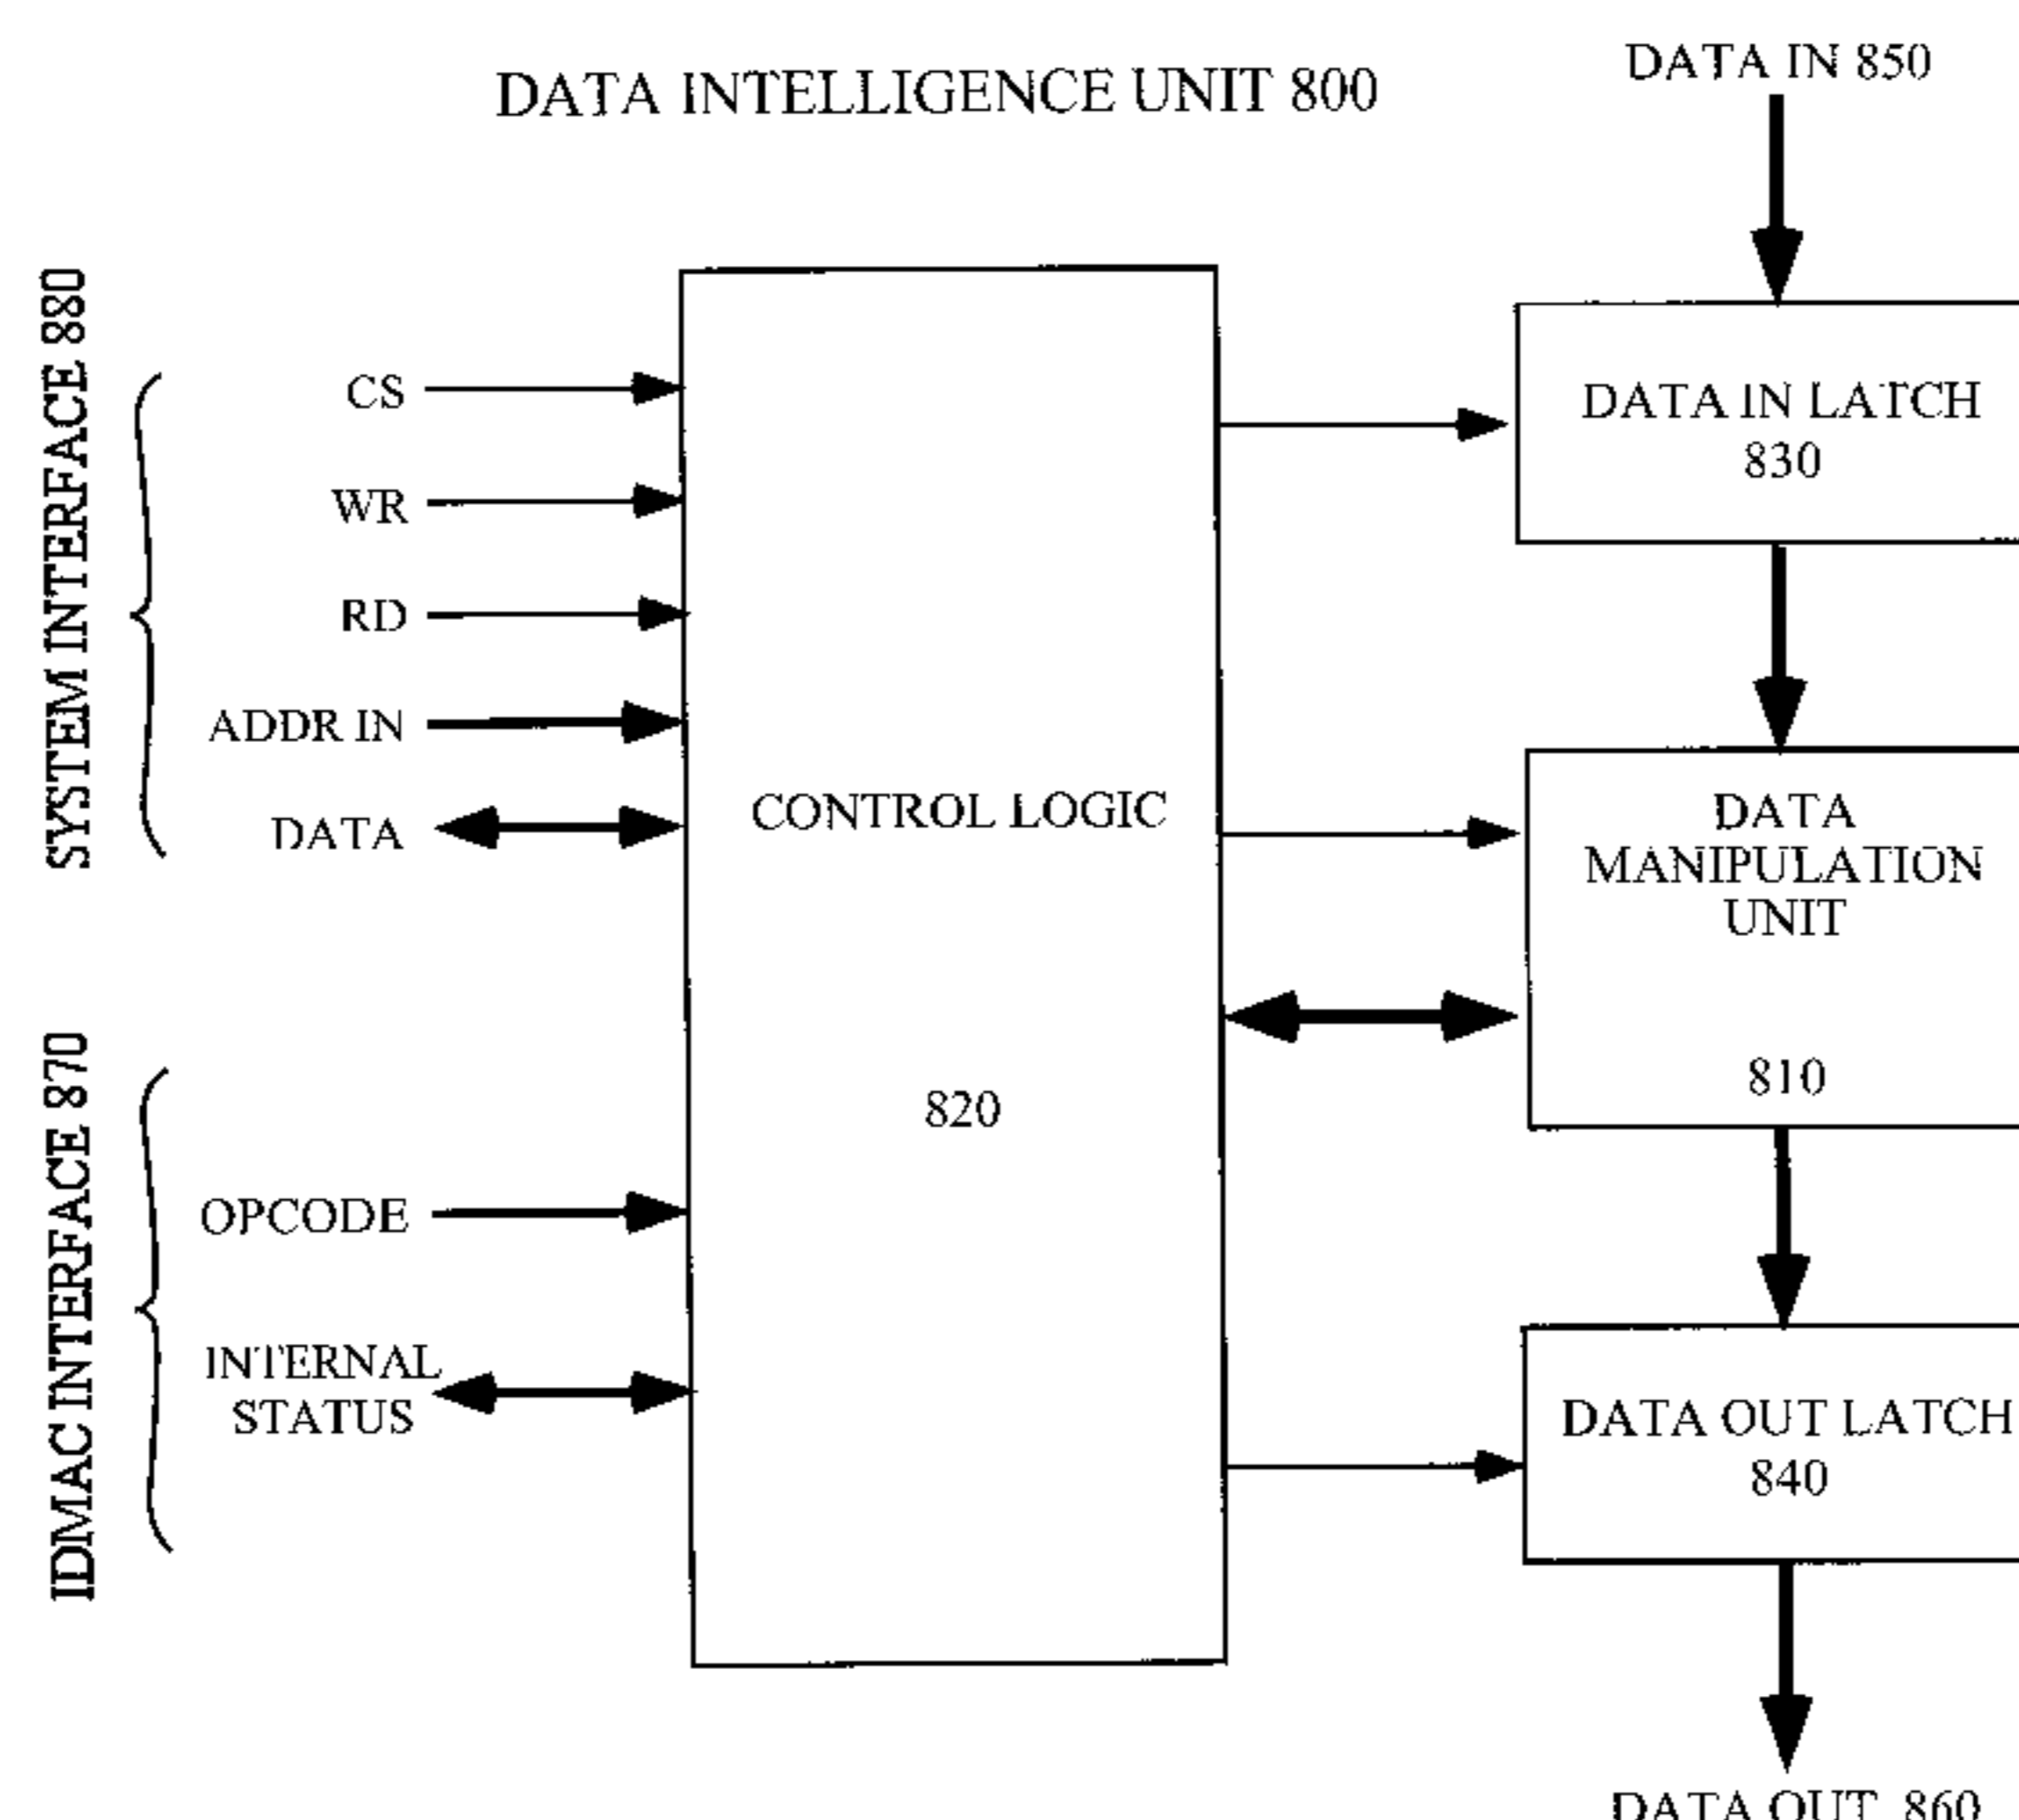 DATA INTELLIGENCE UNIT 800
DATA IN 850
SYSTEM INTERFACE 880
CS
WR
RD
ADDR IN
DATA
IDMAC INTERFACE 870
OPCODE
INTERNAL
STATUS
CONTROL LOGIC
820
DATA IN LATCH
830
DATA
MANIPULATION
UNIT
810
DATA OUT LATCH
840
DATA OUT 860